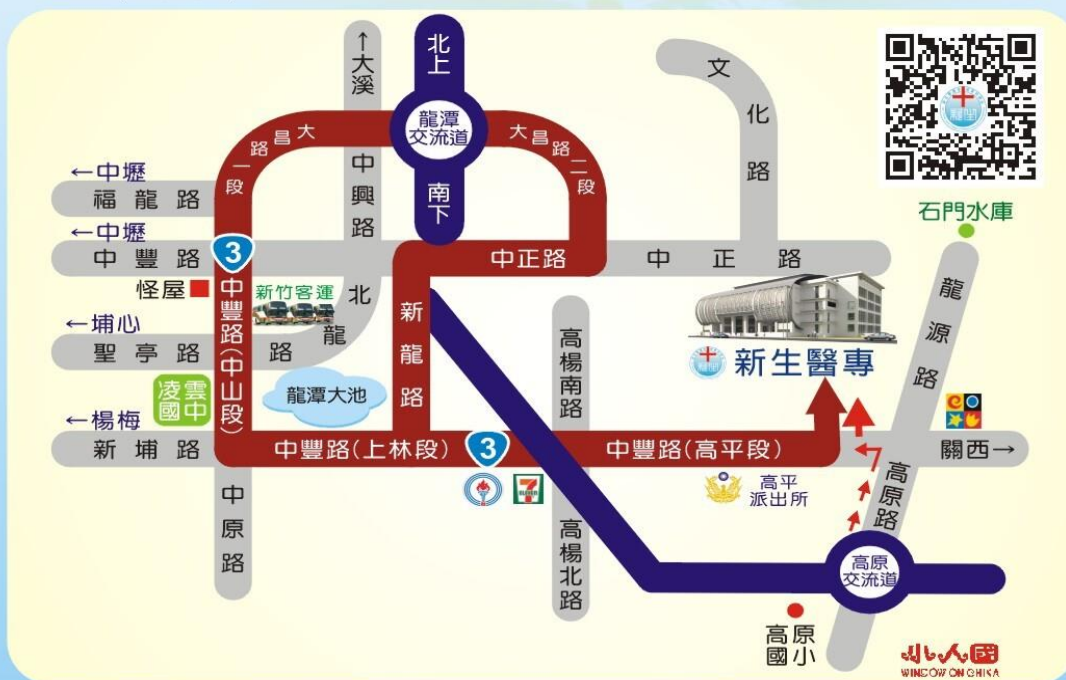 北上
↑大溪
文化路
龍潭
交流道
大昌路一段
大昌路二段
中興路
南下
←中壢
福龍路
石門水庫
←中壢
中豐路
3
中正路
中正路
怪屋
新竹客運
北龍路
新龍路
龍源路
←埔心
聖亭路
中豐路(中山段)
高楊南路
新生醫專
凌雲
國中
龍潭大池
←楊梅
新埔路
中豐路(上林段)
3
中豐路(高平段)
關西→
7
ELEVEN
高平
派出所
高原路
中原路
高楊北路
高原
交流道
高原
國小
小人國
WINDOW ON CHINA